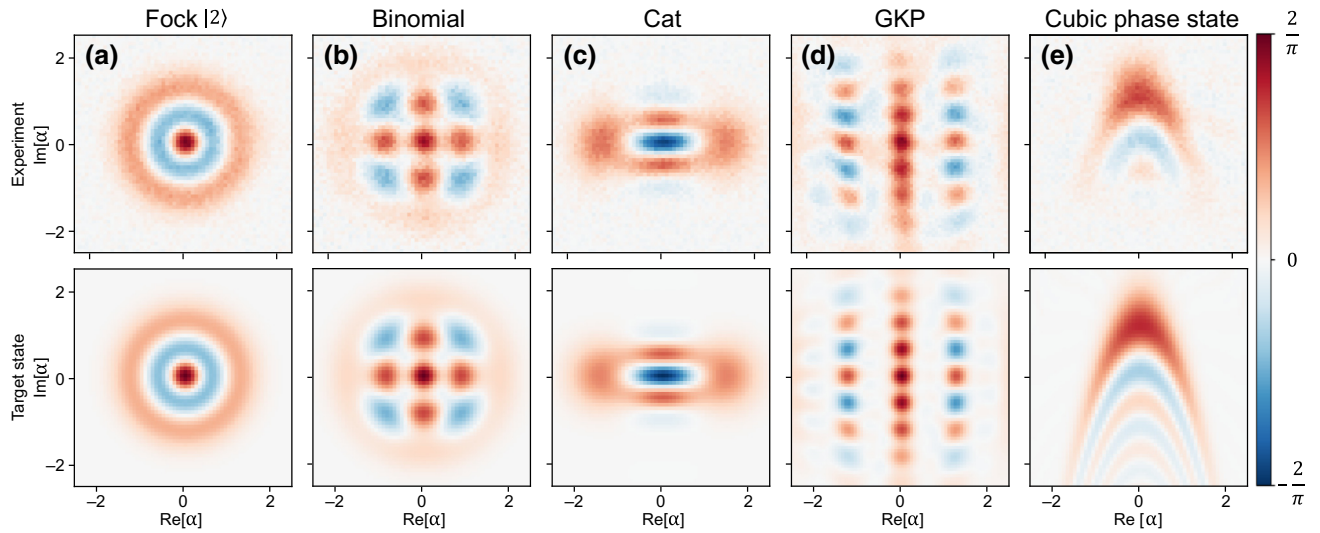 Fock |2⟩ Binomial Cat GKP Cubic phase state
(a) (b) (c) (d) (e)
Experiment
Im[α]
2
0
−2
2
π
0
−2
π
Target state
Im[α]
2
0
−2
−2 0 2 −2 0 2 −2 0 2 −2 0 2 −2 0 2
Re[α] Re[α] Re[α] Re[α] Re [α]